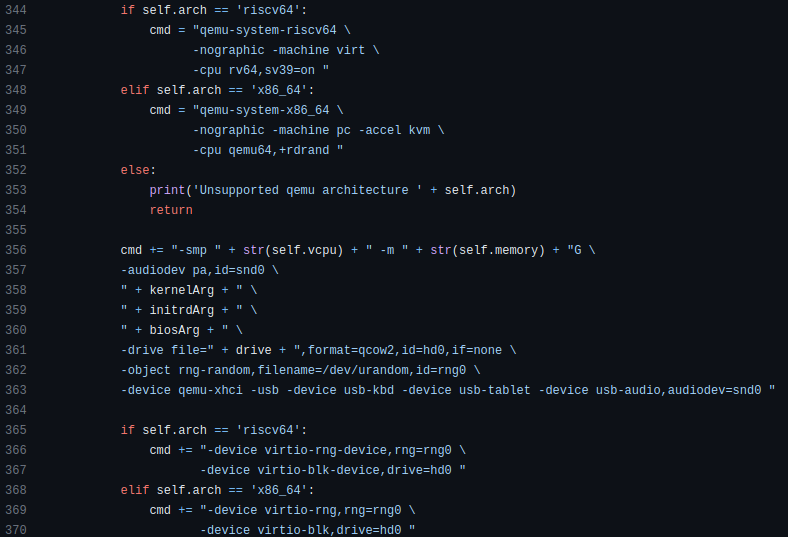 344 if self.arch == 'riscv64':
345 cmd = "qemu-system-riscv64 \
346 -nographic -machine virt \
347 -cpu rv64,sv39=on "
348 elif self.arch == 'x86_64':
349 cmd = "qemu-system-x86_64 \
350 -nographic -machine pc -accel kvm \
351 -cpu qemu64,+rdrand "
352 else:
353 print('Unsupported qemu architecture ' + self.arch)
354 return
355
356 cmd += "-smp " + str(self.vcpu) + " -m " + str(self.memory) + "G \
357 -audiodev pa,id=snd0 \
358 " + kernelArg + " \
359 " + initrdArg + " \
360 " + biosArg + " \
361 -drive file=" + drive + ",format=qcow2,id=hd0,if=none \
362 -object rng-random,filename=/dev/urandom,id=rng0 \
363 -device qemu-xhci -usb -device usb-kbd -device usb-tablet -device usb-audio,audiodev=snd0 "
364
365 if self.arch == 'riscv64':
366 cmd += "-device virtio-rng-device,rng=rng0 \
367 -device virtio-blk-device,drive=hd0 "
368 elif self.arch == 'x86_64':
369 cmd += "-device virtio-rng,rng=rng0 \
370 -device virtio-blk,drive=hd0 "